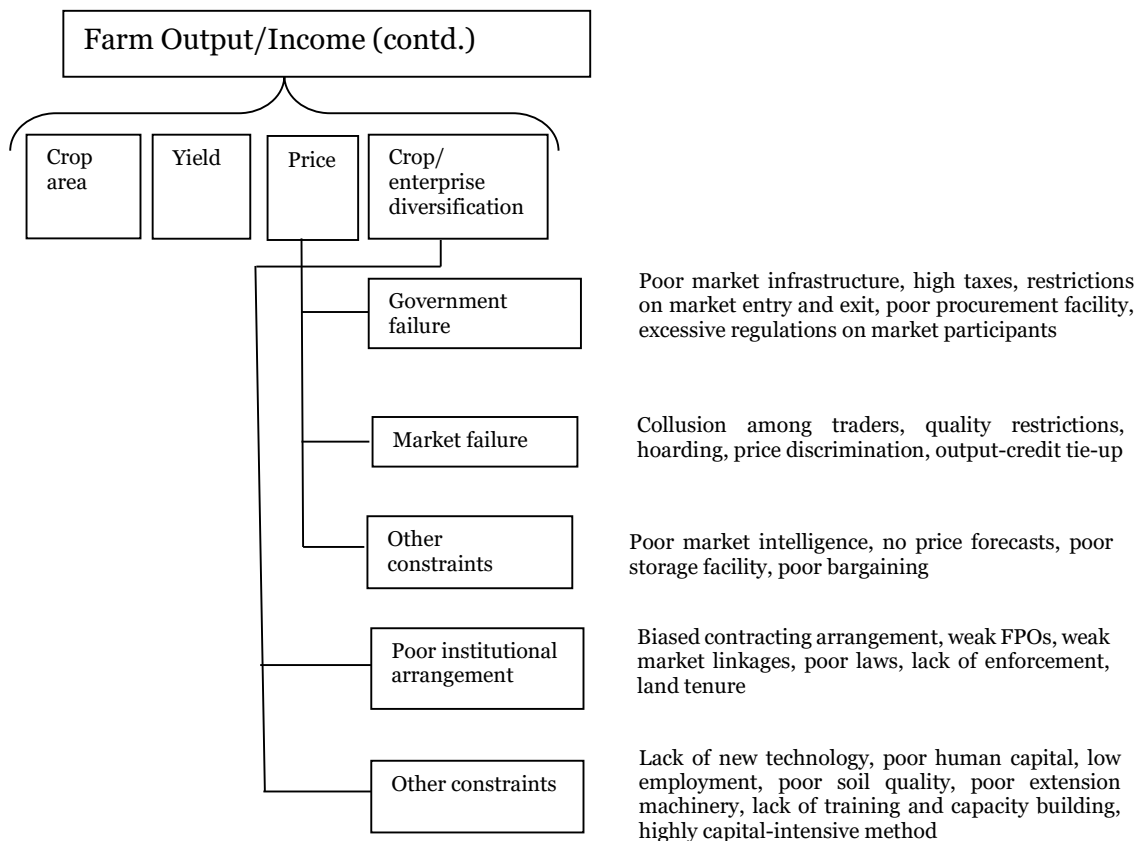 Farm Output/Income (contd.)
Crop
area
Yield
Price
Crop/
enterprise
diversification
Government
failure
Poor market infrastructure, high taxes, restrictions
on market entry and exit, poor procurement facility,
excessive regulations on market participants
Market failure
Collusion among traders, quality restrictions,
hoarding, price discrimination, output-credit tie-up
Other
constraints
Poor market intelligence, no price forecasts, poor
storage facility, poor bargaining
Poor institutional
arrangement
Biased contracting arrangement, weak FPOs, weak
market linkages, poor laws, lack of enforcement,
land tenure
Other constraints
Lack of new technology, poor human capital, low
employment, poor soil quality, poor extension
machinery, lack of training and capacity building,
highly capital-intensive method